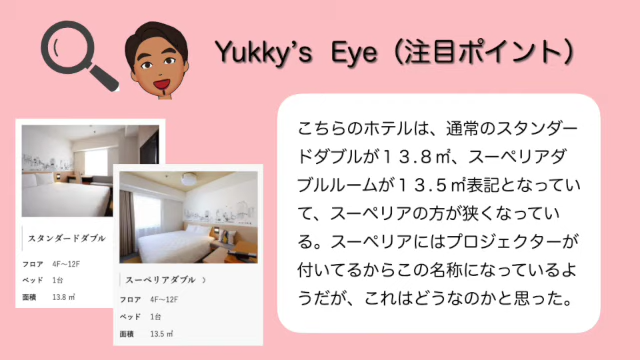 Yukky’s Eye（注目ポイント）
こちらのホテルは、通常のスタンダー
ドダブルが１３.８㎡、スーペリアダ
ブルルームが１３.５㎡表記となってい
て、スーペリアの方が狭くなってい
る。スーペリアにはプロジェクターが
付いてるからこの名称になっているよ
うだが、これはどうなのかと思った。
スタンダードダブル
フロア 4F〜12F
ベッド 1台
面積 13.8 ㎡
スーペリアダブル 〉
フロア 4F〜12F
ベッド 1台
面積 13.5 ㎡